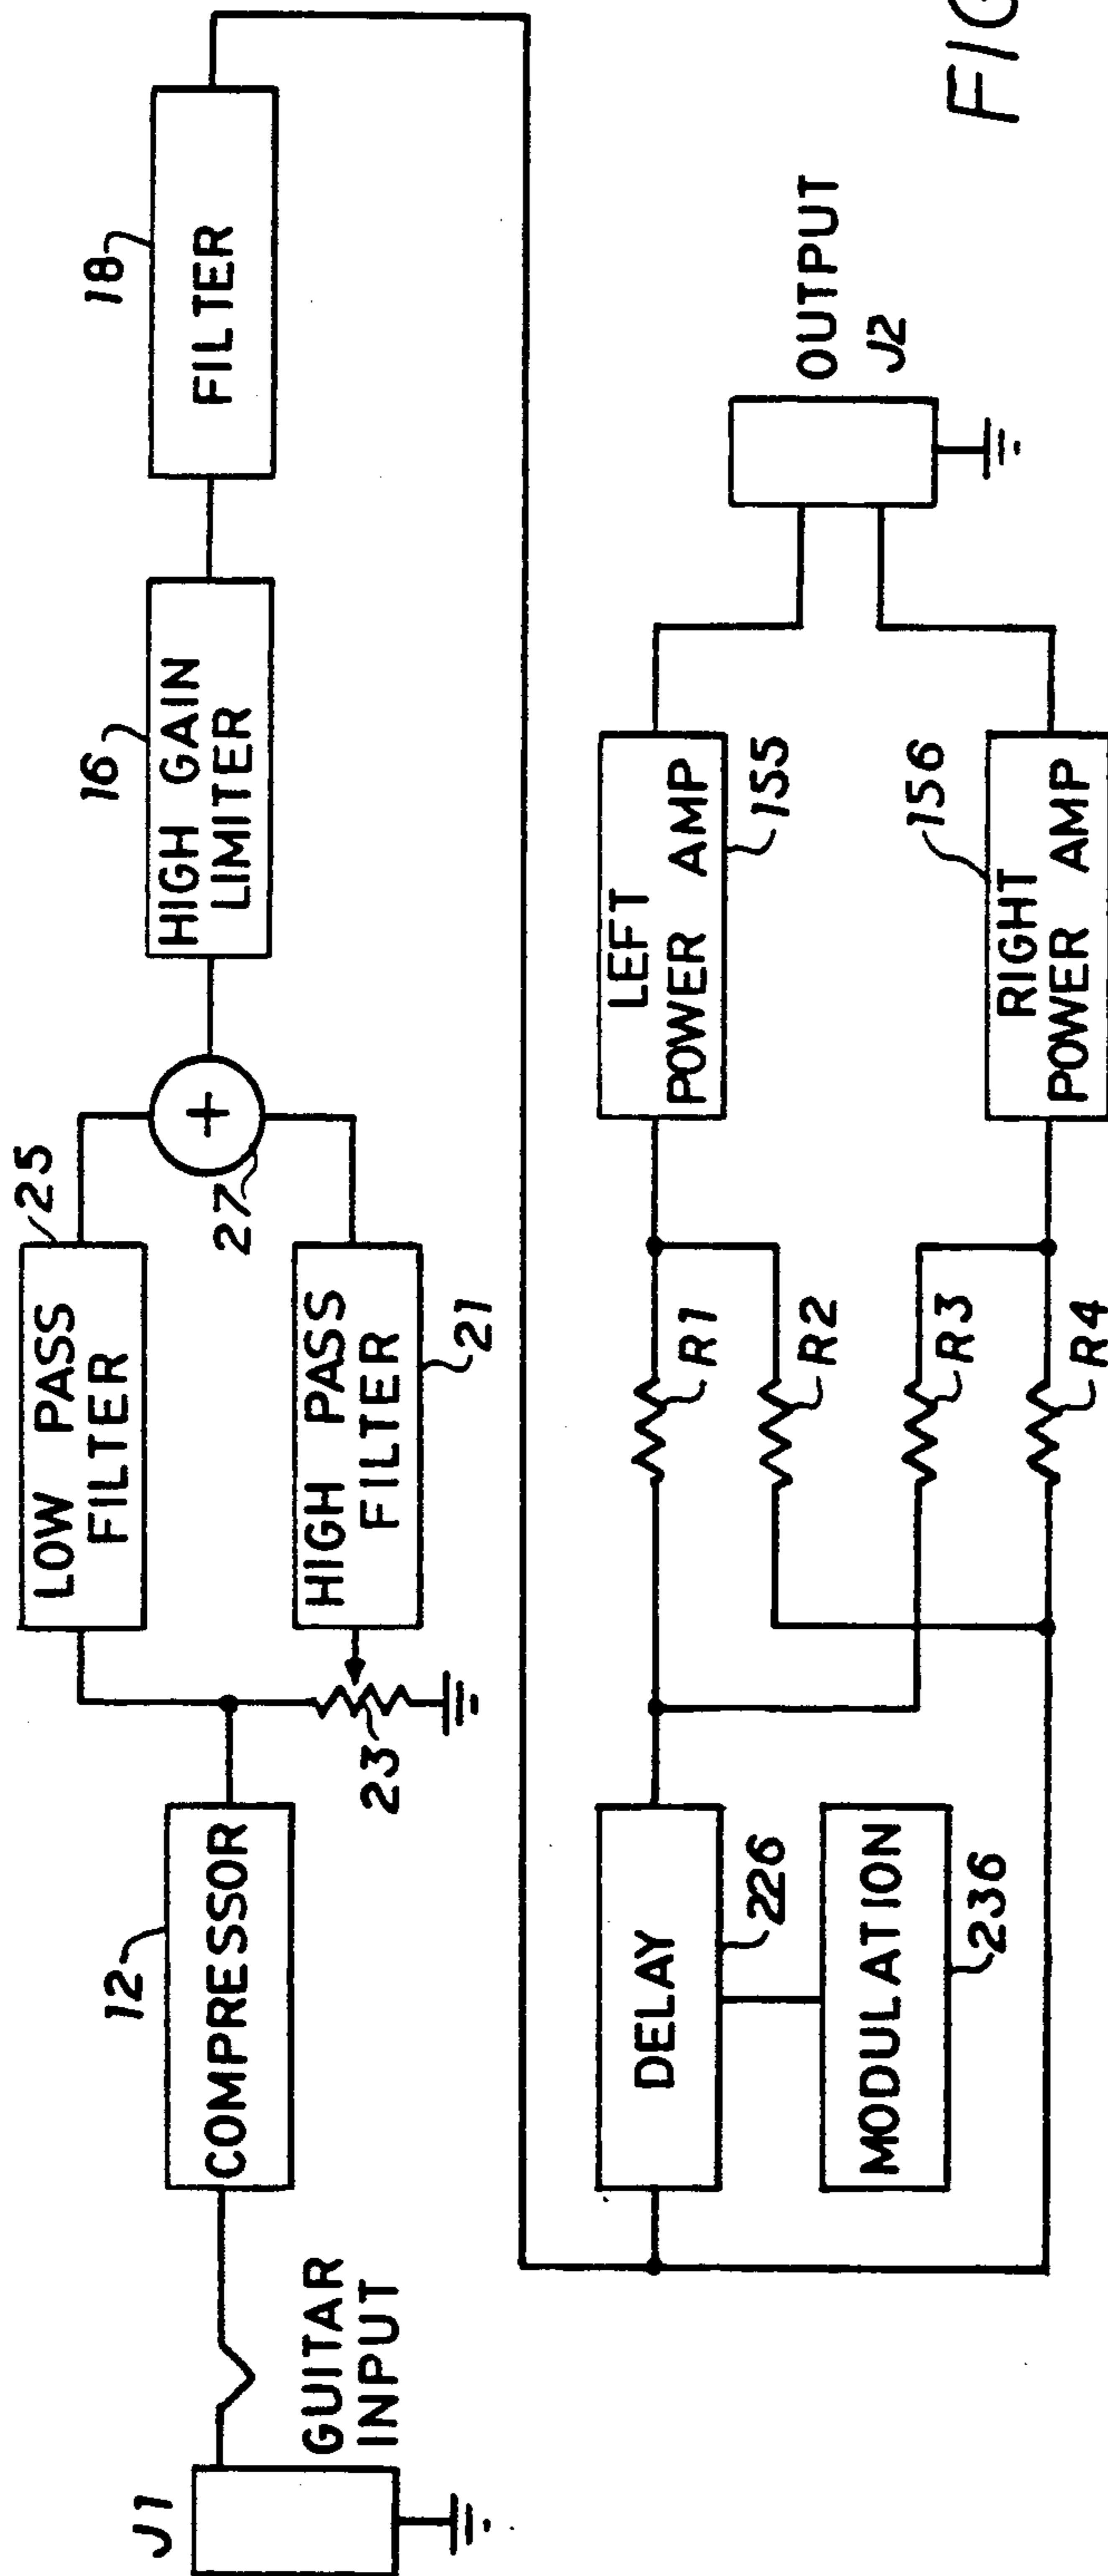 J1
GUITAR
INPUT
12
COMPRESSOR
23
25
LOW PASS
FILTER
HIGH PASS
FILTER
21
27
+
16
HIGH GAIN
LIMITER
18
FILTER
DELAY
226
MODULATION
236
R1
R2
R3
R4
LEFT
POWER AMP
155
156
RIGHT
POWER AMP
OUTPUT
J2